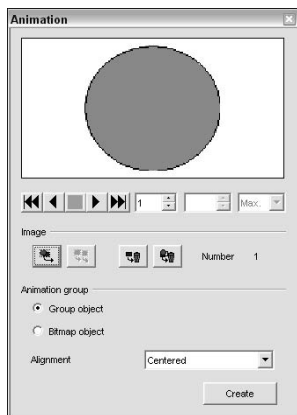 Animation
1 Max.
Image
Number 1
Animation group
Group object
Bitmap object
Alignment Centered
Create